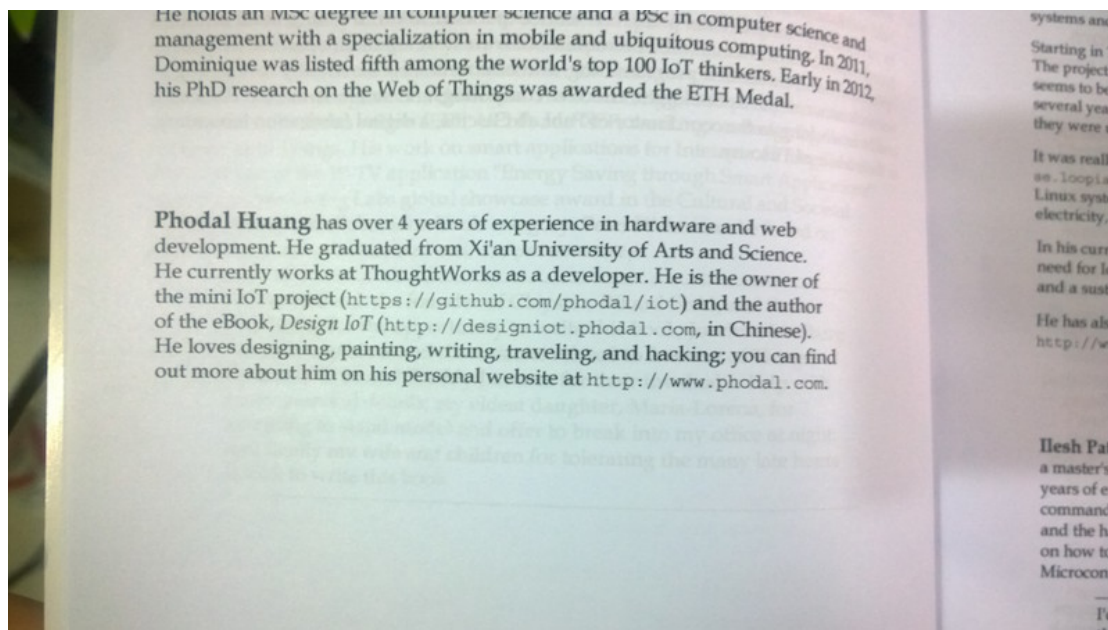 He holds an MSc degree in computer science and a BSc in computer science and
management with a specialization in mobile and ubiquitous computing. In 2011,
Dominique was listed fifth among the world's top 100 IoT thinkers. Early in 2012,
his PhD research on the Web of Things was awarded the ETH Medal.
Phodal Huang has over 4 years of experience in hardware and web
development. He graduated from Xi'an University of Arts and Science.
He currently works at ThoughtWorks as a developer. He is the owner of
the mini IoT project (https://github.com/phodal/iot) and the author
of the eBook, Design IoT (http://designiot.phodal.com, in Chinese).
He loves designing, painting, writing, traveling, and hacking; you can find
out more about him on his personal website at http://www.phodal.com.
systems and
Starting in
The project
seems to be
several yea
they were
It was reall
se.loopia
Linux syst
electricity,
In his curr
need for l
and a sust
He has als
http://w
Ilesh Pa
a master's
years of e
command
and the h
on how to
Microcon